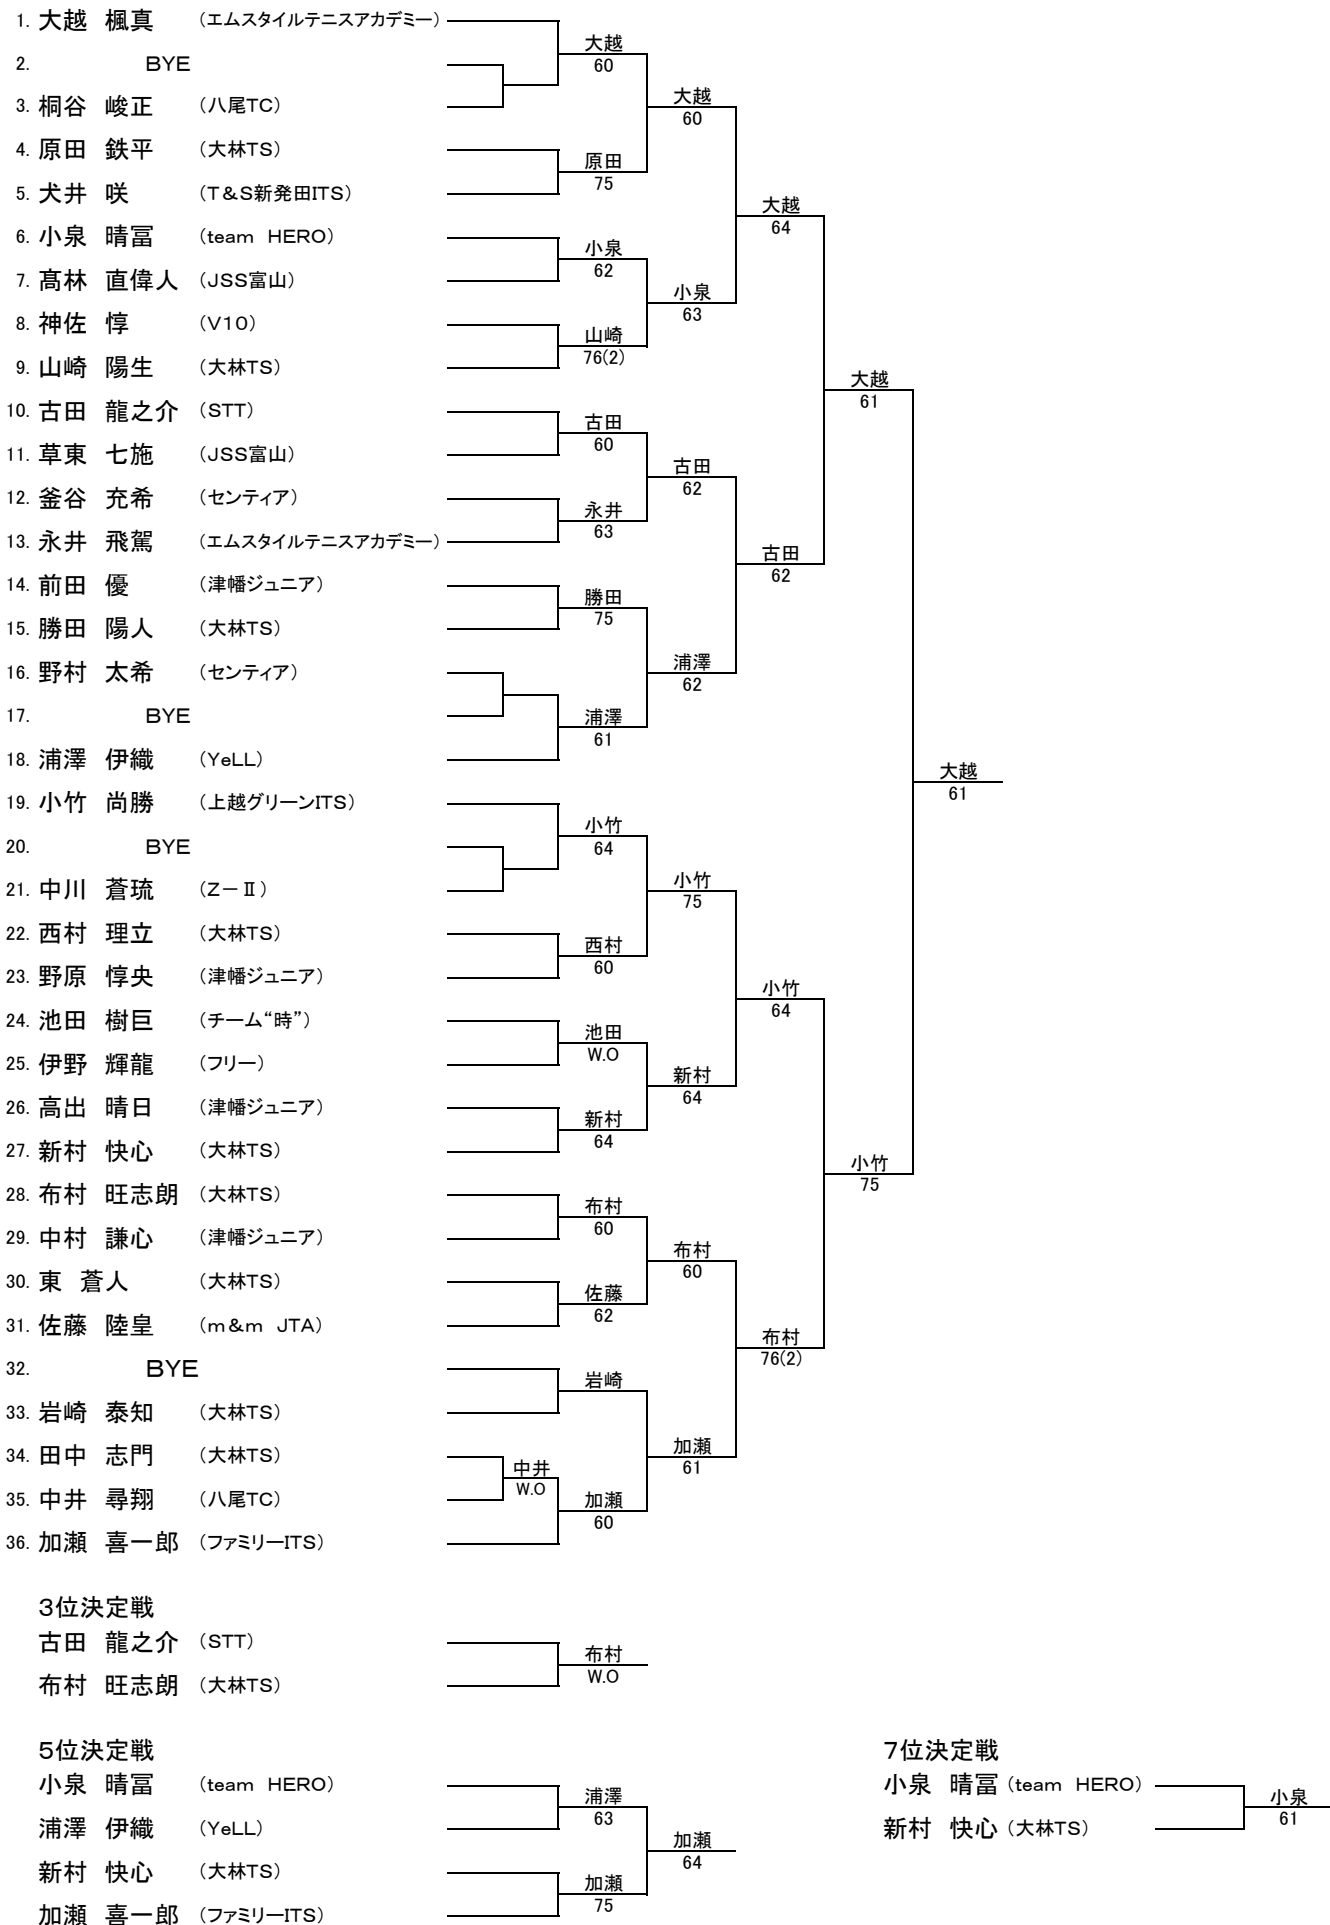 1. 大越 楓真 (エムスタイルテニスアカデミー)
大越
60
2. BYE
大越
60
3. 桐谷 峻正 (八尾TC)
4. 原田 鉄平 (大林TS)
原田
75
5. 犬井 咲 (T&S新発田ITS)
大越
64
6. 小泉 晴冨 (team HERO)
小泉
62
7. 髙林 直偉人 (JSS富山)
小泉
63
8. 神佐 惇 (V10)
山崎
76(2)
9. 山崎 陽生 (大林TS)
大越
61
10. 古田 龍之介 (STT)
古田
60
11. 草東 七施 (JSS富山)
古田
62
12. 釜谷 充希 (センティア)
永井
63
13. 永井 飛駕 (エムスタイルテニスアカデミー)
古田
62
14. 前田 優 (津幡ジュニア)
勝田
75
15. 勝田 陽人 (大林TS)
浦澤
62
16. 野村 太希 (センティア)
17. BYE
浦澤
61
18. 浦澤 伊織 (YeLL)
大越
61
19. 小竹 尚勝 (上越グリーンITS)
小竹
64
20. BYE
小竹
75
21. 中川 蒼琉 (Z-Ⅱ)
22. 西村 理立 (大林TS)
西村
60
23. 野原 惇央 (津幡ジュニア)
小竹
64
24. 池田 樹巨 (チーム“時”)
池田
W.O
25. 伊野 輝龍 (フリー)
新村
64
26. 高出 晴日 (津幡ジュニア)
新村
64
27. 新村 快心 (大林TS)
小竹
75
28. 布村 旺志朗 (大林TS)
布村
60
29. 中村 謙心 (津幡ジュニア)
布村
60
30. 東 蒼人 (大林TS)
佐藤
62
31. 佐藤 陸皇 (m&m JTA)
布村
76(2)
32. BYE
岩崎
33. 岩崎 泰知 (大林TS)
加瀬
61
34. 田中 志門 (大林TS)
中井
W.O
35. 中井 尋翔 (八尾TC)
加瀬
60
36. 加瀬 喜一郎 (ファミリーITS)
3位決定戦
古田 龍之介 (STT)
布村
W.O
布村 旺志朗 (大林TS)
5位決定戦
小泉 晴冨 (team HERO)
浦澤
63
浦澤 伊織 (YeLL)
加瀬
64
新村 快心 (大林TS)
加瀬
75
加瀬 喜一郎 (ファミリーITS)
7位決定戦
小泉 晴冨 (team HERO)
小泉
61
新村 快心 (大林TS)